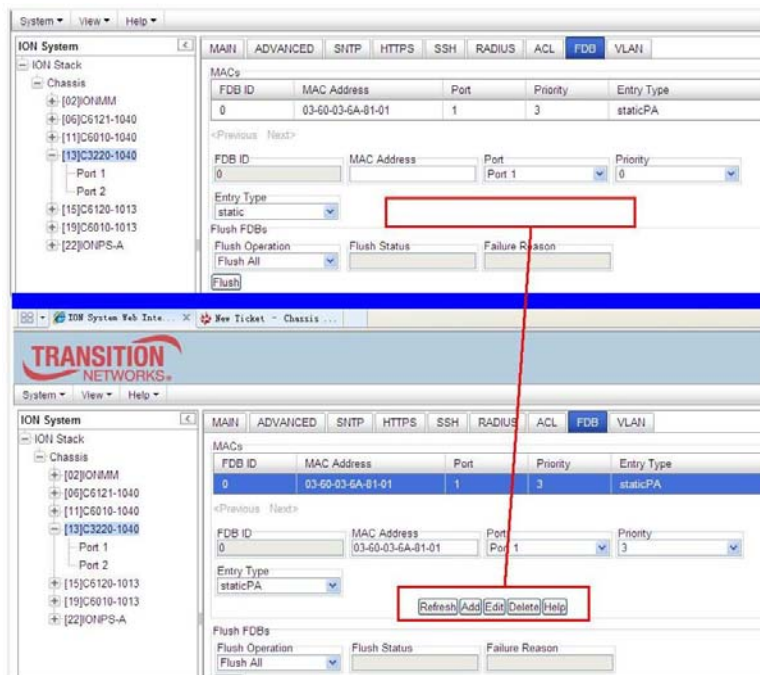 System View Help
ION System
ION Stack
Chassis
[02]IONMM
[06]C6121-1040
[11]C6010-1040
[13]C3220-1040
Port 1
Port 2
[15]C6120-1013
[19]C6010-1013
[22]IONPS-A
MAIN ADVANCED SNTP HTTPS SSH RADIUS ACL FDB VLAN
MACs
FDB ID MAC Address Port Priority Entry Type
0 03-60-03-6A-81-01 1 3 staticPA
<Previous Next>
FDB ID MAC Address Port Priority
0 Port 1 0
Entry Type
static
Flush FDBs
Flush Operation Flush Status Failure Reason
Flush All
Flush
ION System Web Inte... New Ticket - Chassis ...
TRANSITION
NETWORKS®
System View Help
ION System
ION Stack
Chassis
[02]IONMM
[06]C6121-1040
[11]C6010-1040
[13]C3220-1040
Port 1
Port 2
[15]C6120-1013
[19]C6010-1013
[22]IONPS-A
MAIN ADVANCED SNTP HTTPS SSH RADIUS ACL FDB VLAN
MACs
FDB ID MAC Address Port Priority Entry Type
0 03-60-03-6A-81-01 1 3 staticPA
<Previous Next>
FDB ID MAC Address Port Priority
0 03-60-03-6A-81-01 Port 1 3
Entry Type
staticPA
Refresh Add Edit Delete Help
Flush FDBs
Flush Operation Flush Status Failure Reason
Flush All